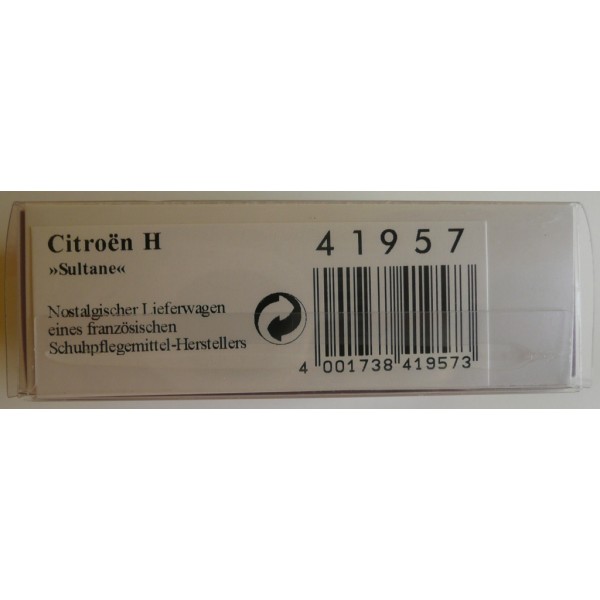 Citroën H
»Sultane«
Nostalgischer Lieferwagen
eines französischen
Schuhpflegemittel-Herstellers
41957
4 001738 419573